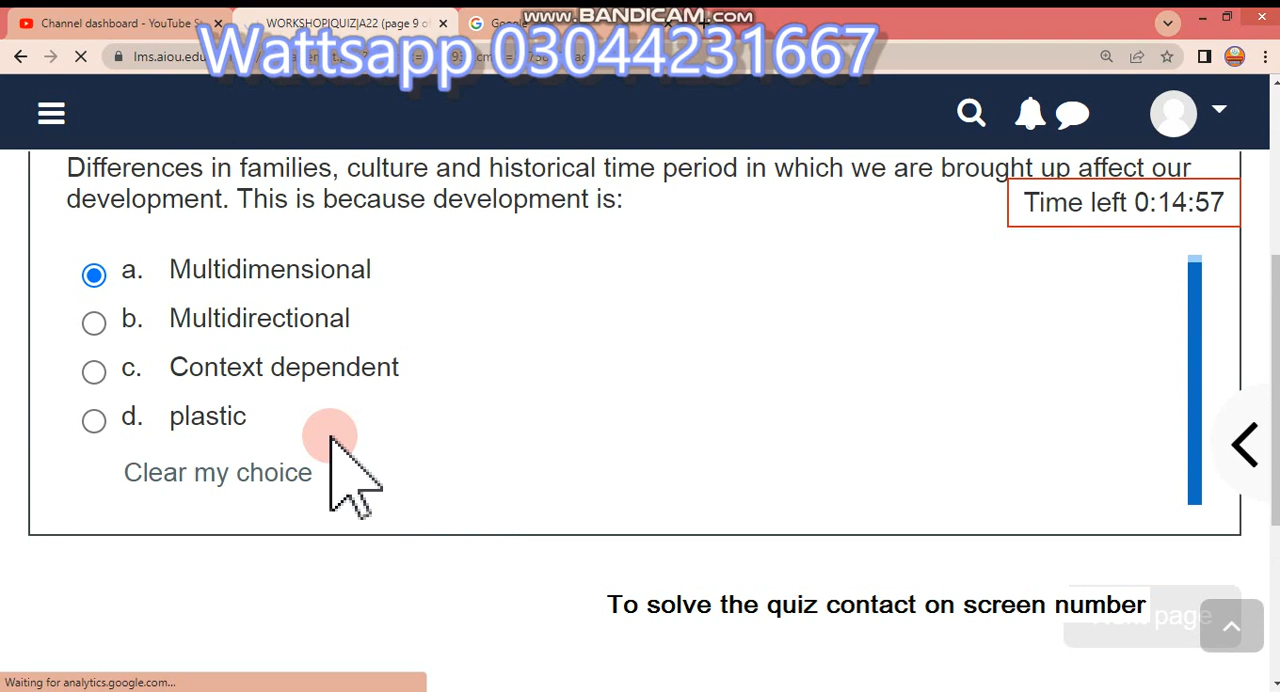 www.BANDICAM.com
Channel dashboard - YouTube S
WORKSHOP|QUIZ|A22 (page 9 o
Wattsapp 03044231667
lms.aiou.edu
Differences in families, culture and historical time period in which we are brought up affect our
development. This is because development is:
Time left 0:14:57
a. Multidimensional
b. Multidirectional
c. Context dependent
d. plastic
Clear my choice
To solve the quiz contact on screen number
page
Waiting for analytics.google.com...